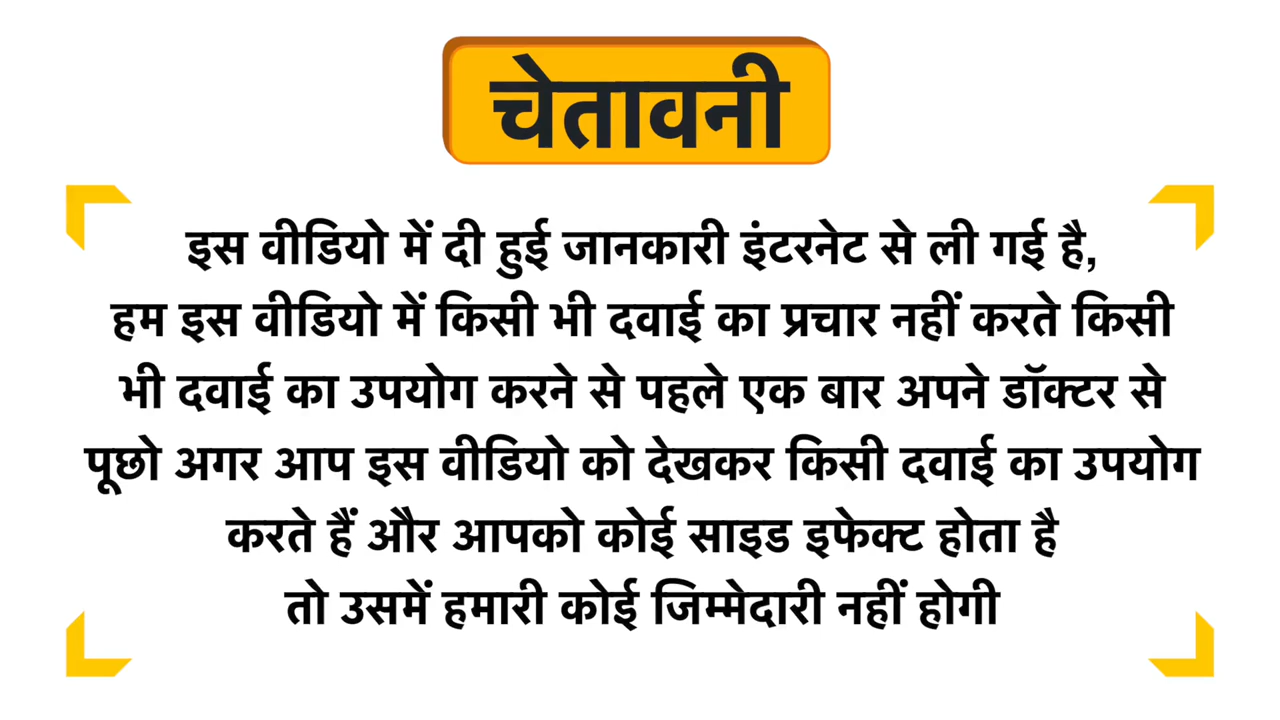 चेतावनी
इस वीडियो में दी हुई जानकारी इंटरनेट से ली गई है,
हम इस वीडियो में किसी भी दवाई का प्रचार नहीं करते किसी
भी दवाई का उपयोग करने से पहले एक बार अपने डॉक्टर से
पूछो अगर आप इस वीडियो को देखकर किसी दवाई का उपयोग
करते हैं और आपको कोई साइड इफेक्ट होता है
तो उसमें हमारी कोई जिम्मेदारी नहीं होगी